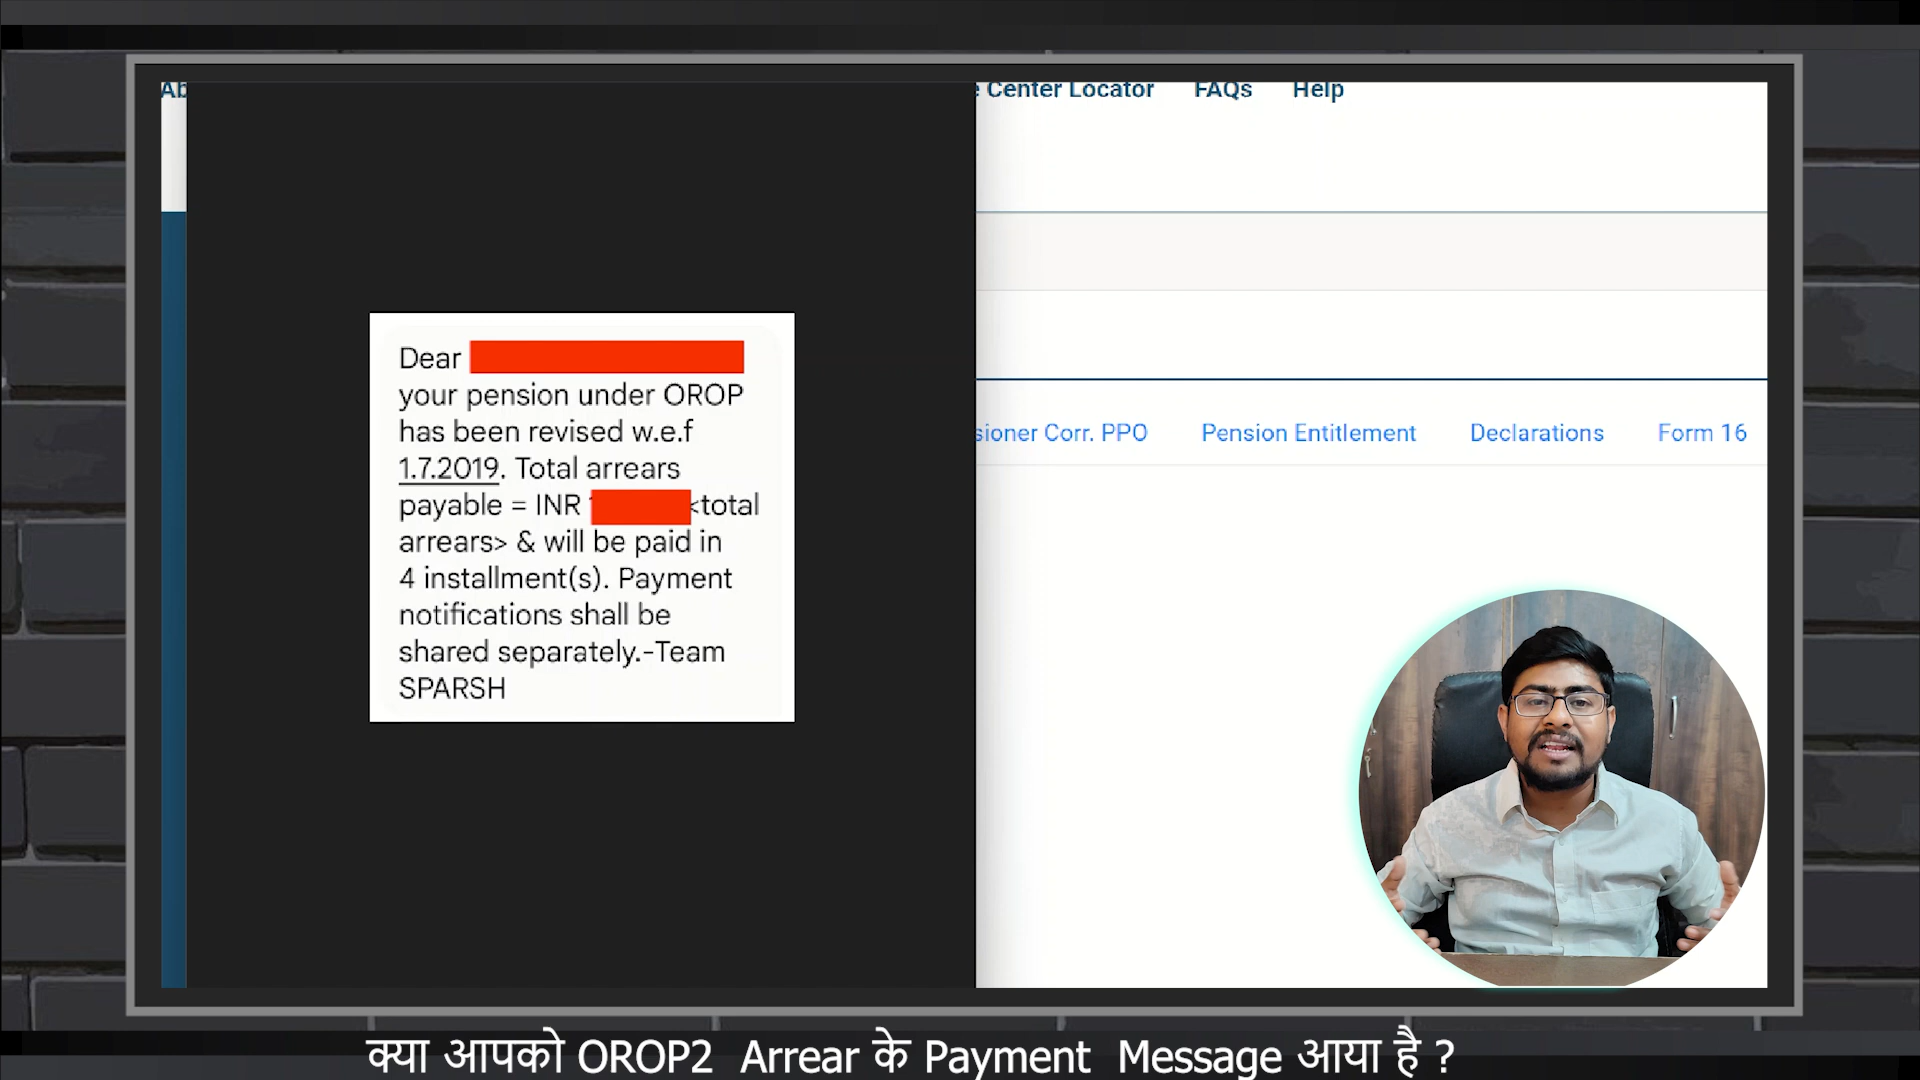 Center Locator FAQs Help
Dear
your pension under OROP
has been revised w.e.f
1.7.2019. Total arrears
payable = INR <total
arrears> & will be paid in
4 installment(s). Payment
notifications shall be
shared separately.-Team
SPARSH
Corr. PPO Pension Entitlement Declarations Form 16
क्या आपको OROP2 Arrear के Payment Message आया है ?